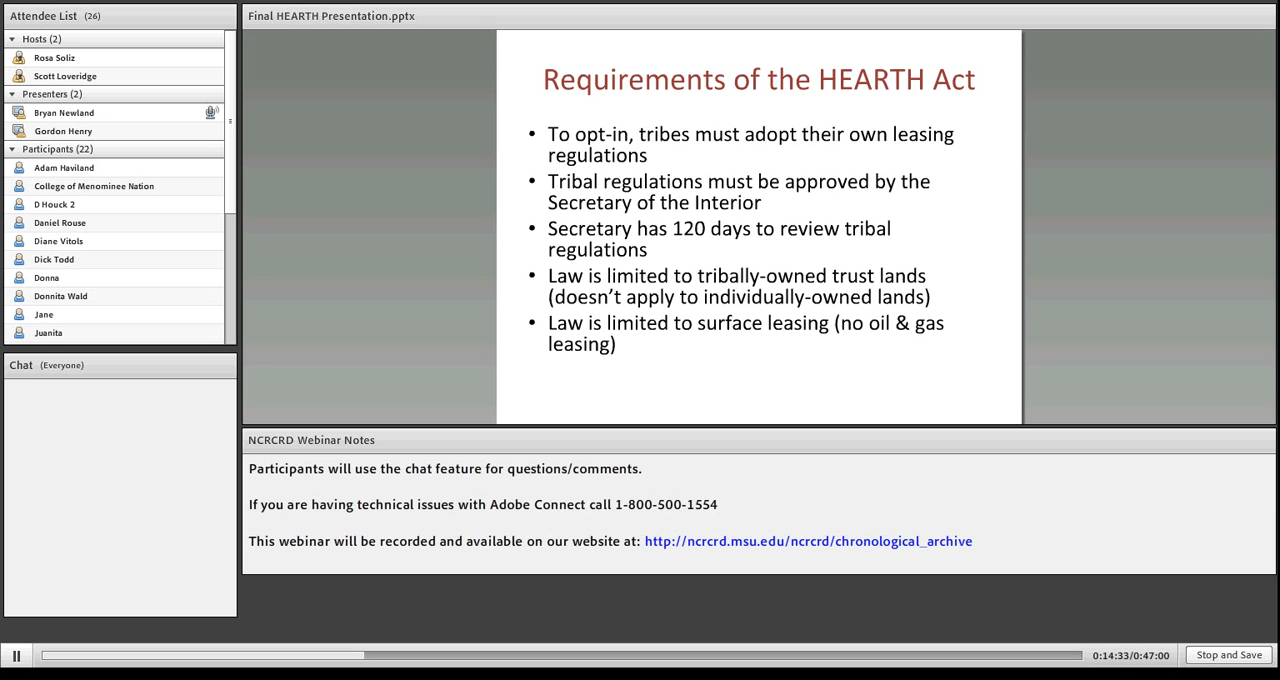 Attendee List (26)
Hosts (2)
Rosa Soliz
Scott Loveridge
Presenters (2)
Bryan Newland
Gordon Henry
Participants (22)
Adam Haviland
College of Menominee Nation
D Houck 2
Daniel Rouse
Diane Vitols
Dick Todd
Donna
Donnita Wald
Jane
Juanita
Chat (Everyone)
Final HEARTH Presentation.pptx
Requirements of the HEARTH Act
• To opt-in, tribes must adopt their own leasing
regulations
• Tribal regulations must be approved by the
Secretary of the Interior
• Secretary has 120 days to review tribal
regulations
• Law is limited to tribally-owned trust lands
(doesn’t apply to individually-owned lands)
• Law is limited to surface leasing (no oil & gas
leasing)
NCRCRD Webinar Notes
Participants will use the chat feature for questions/comments.
If you are having technical issues with Adobe Connect call 1-800-500-1554
This webinar will be recorded and available on our website at: http://ncrcrd.msu.edu/ncrcrd/chronological_archive
0:14:33/0:47:00
Stop and Save